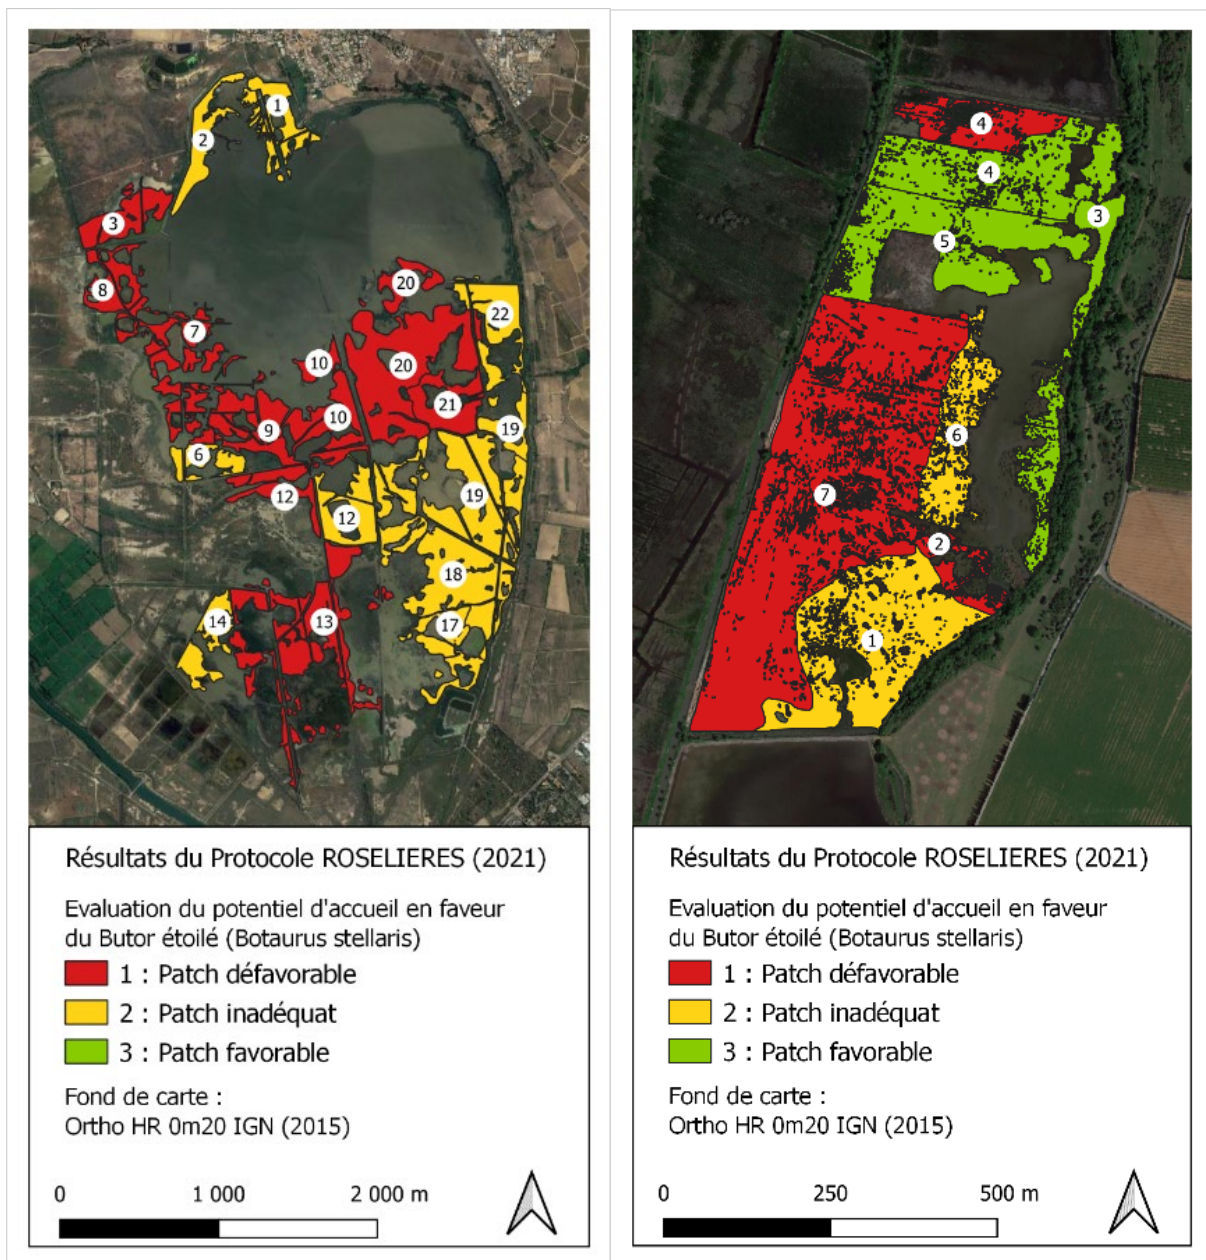 1
2
3
8
7
20
22
10
20
21
10
9
19
6
12
12
19
18
14
13
17
Résultats du Protocole ROSELIERES (2021)
Evaluation du potentiel d'accueil en faveur
du Butor étoilé (Botaurus stellaris)
1 : Patch défavorable
2 : Patch inadéquat
3 : Patch favorable
Fond de carte :
Ortho HR 0m20 IGN (2015)
0 1 000 2 000 m
4
4
3
5
6
7
2
1
Résultats du Protocole ROSELIERES (2021)
Evaluation du potentiel d'accueil en faveur
du Butor étoilé (Botaurus stellaris)
1 : Patch défavorable
2 : Patch inadéquat
3 : Patch favorable
Fond de carte :
Ortho HR 0m20 IGN (2015)
0 250 500 m